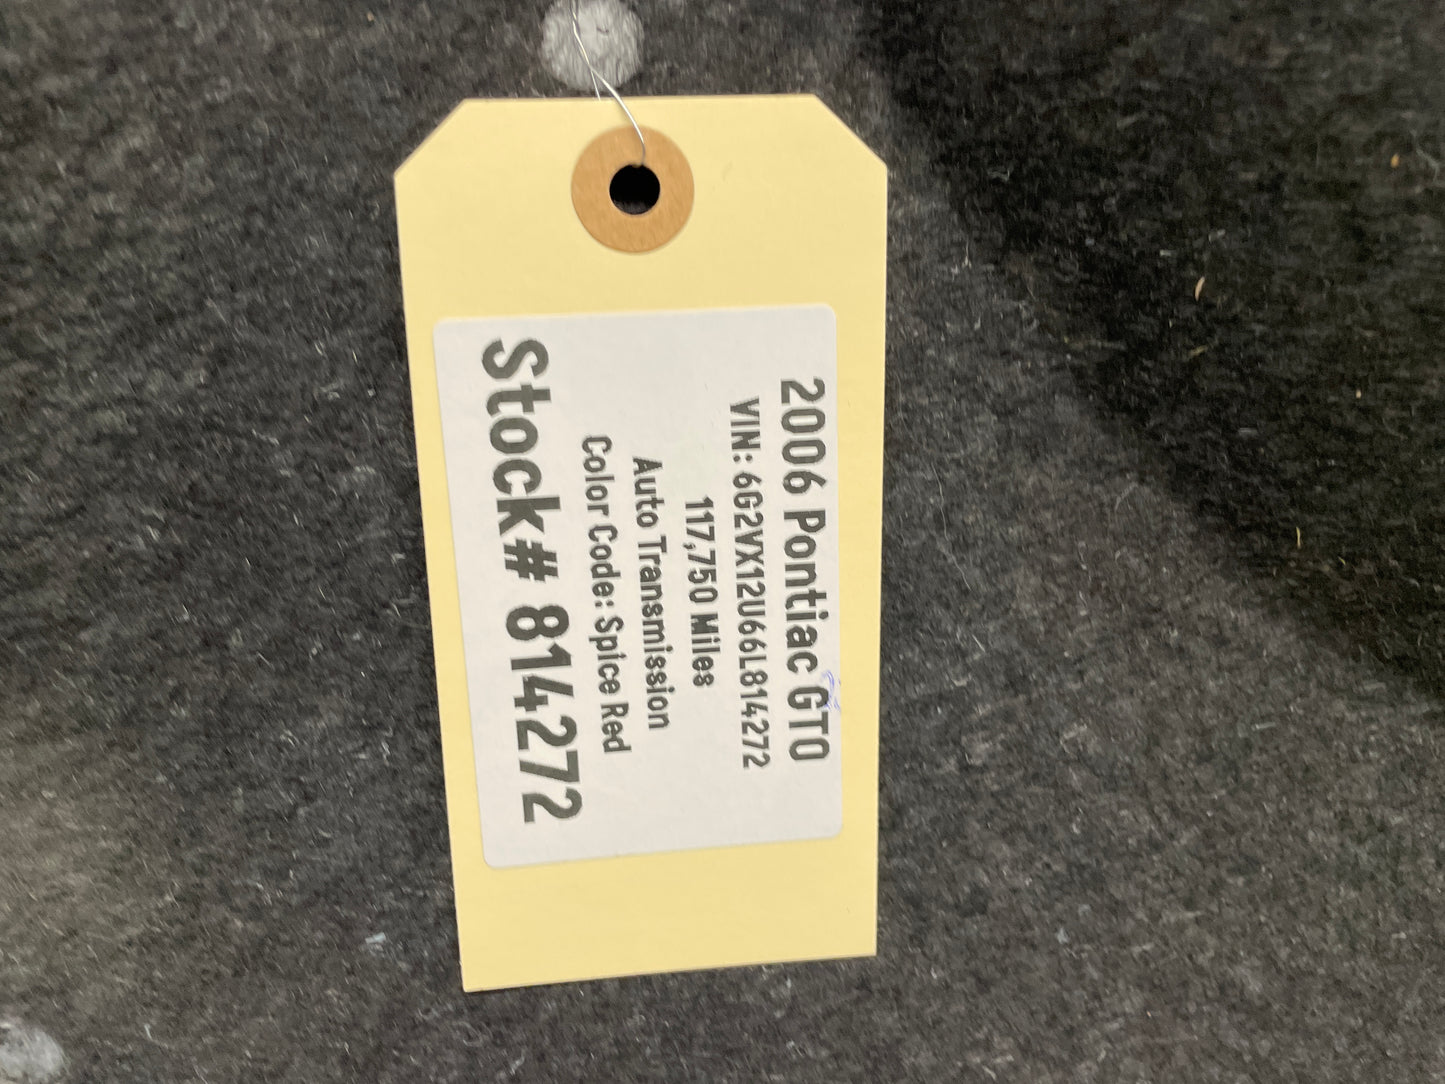 2006 Pontiac GTO
VIN: 6G2VX12U66L814272
117,750 Miles
Auto Transmission
Color Code: Spice Red
Stock# 814272